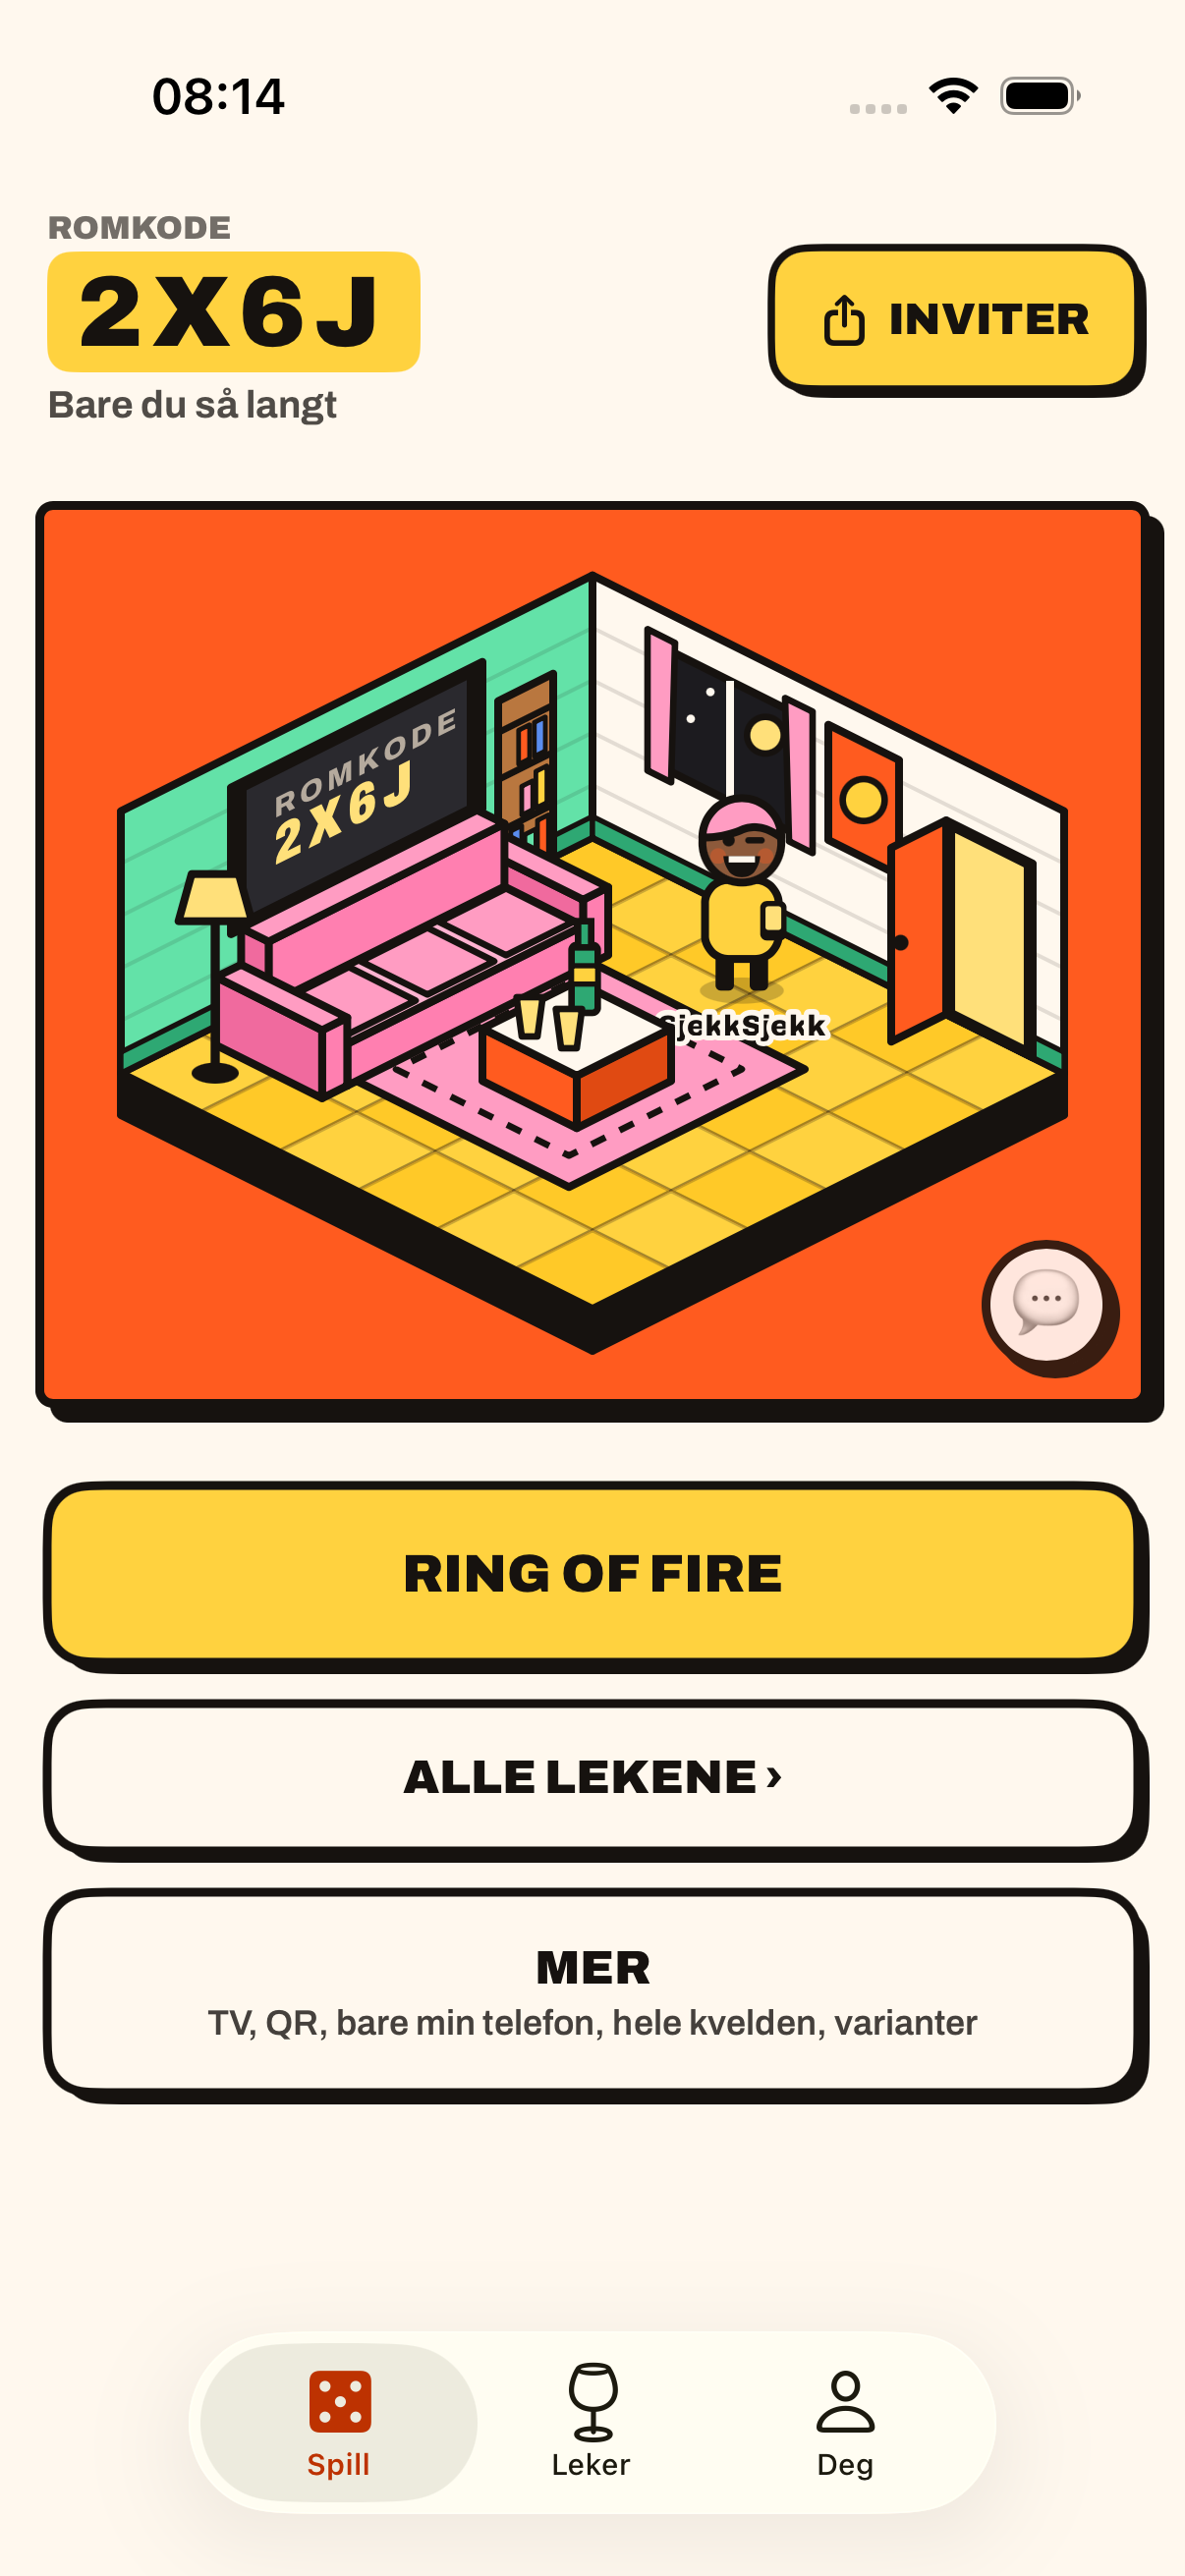 08:14
ROMKODE
2X6J
Bare du så langt
INVITER
ROMKODE
2X6J
SjekkSjekk
RING OF FIRE
ALLE LEKENE ›
MER
TV, QR, bare min telefon, hele kvelden, varianter
Spill
Leker
Deg